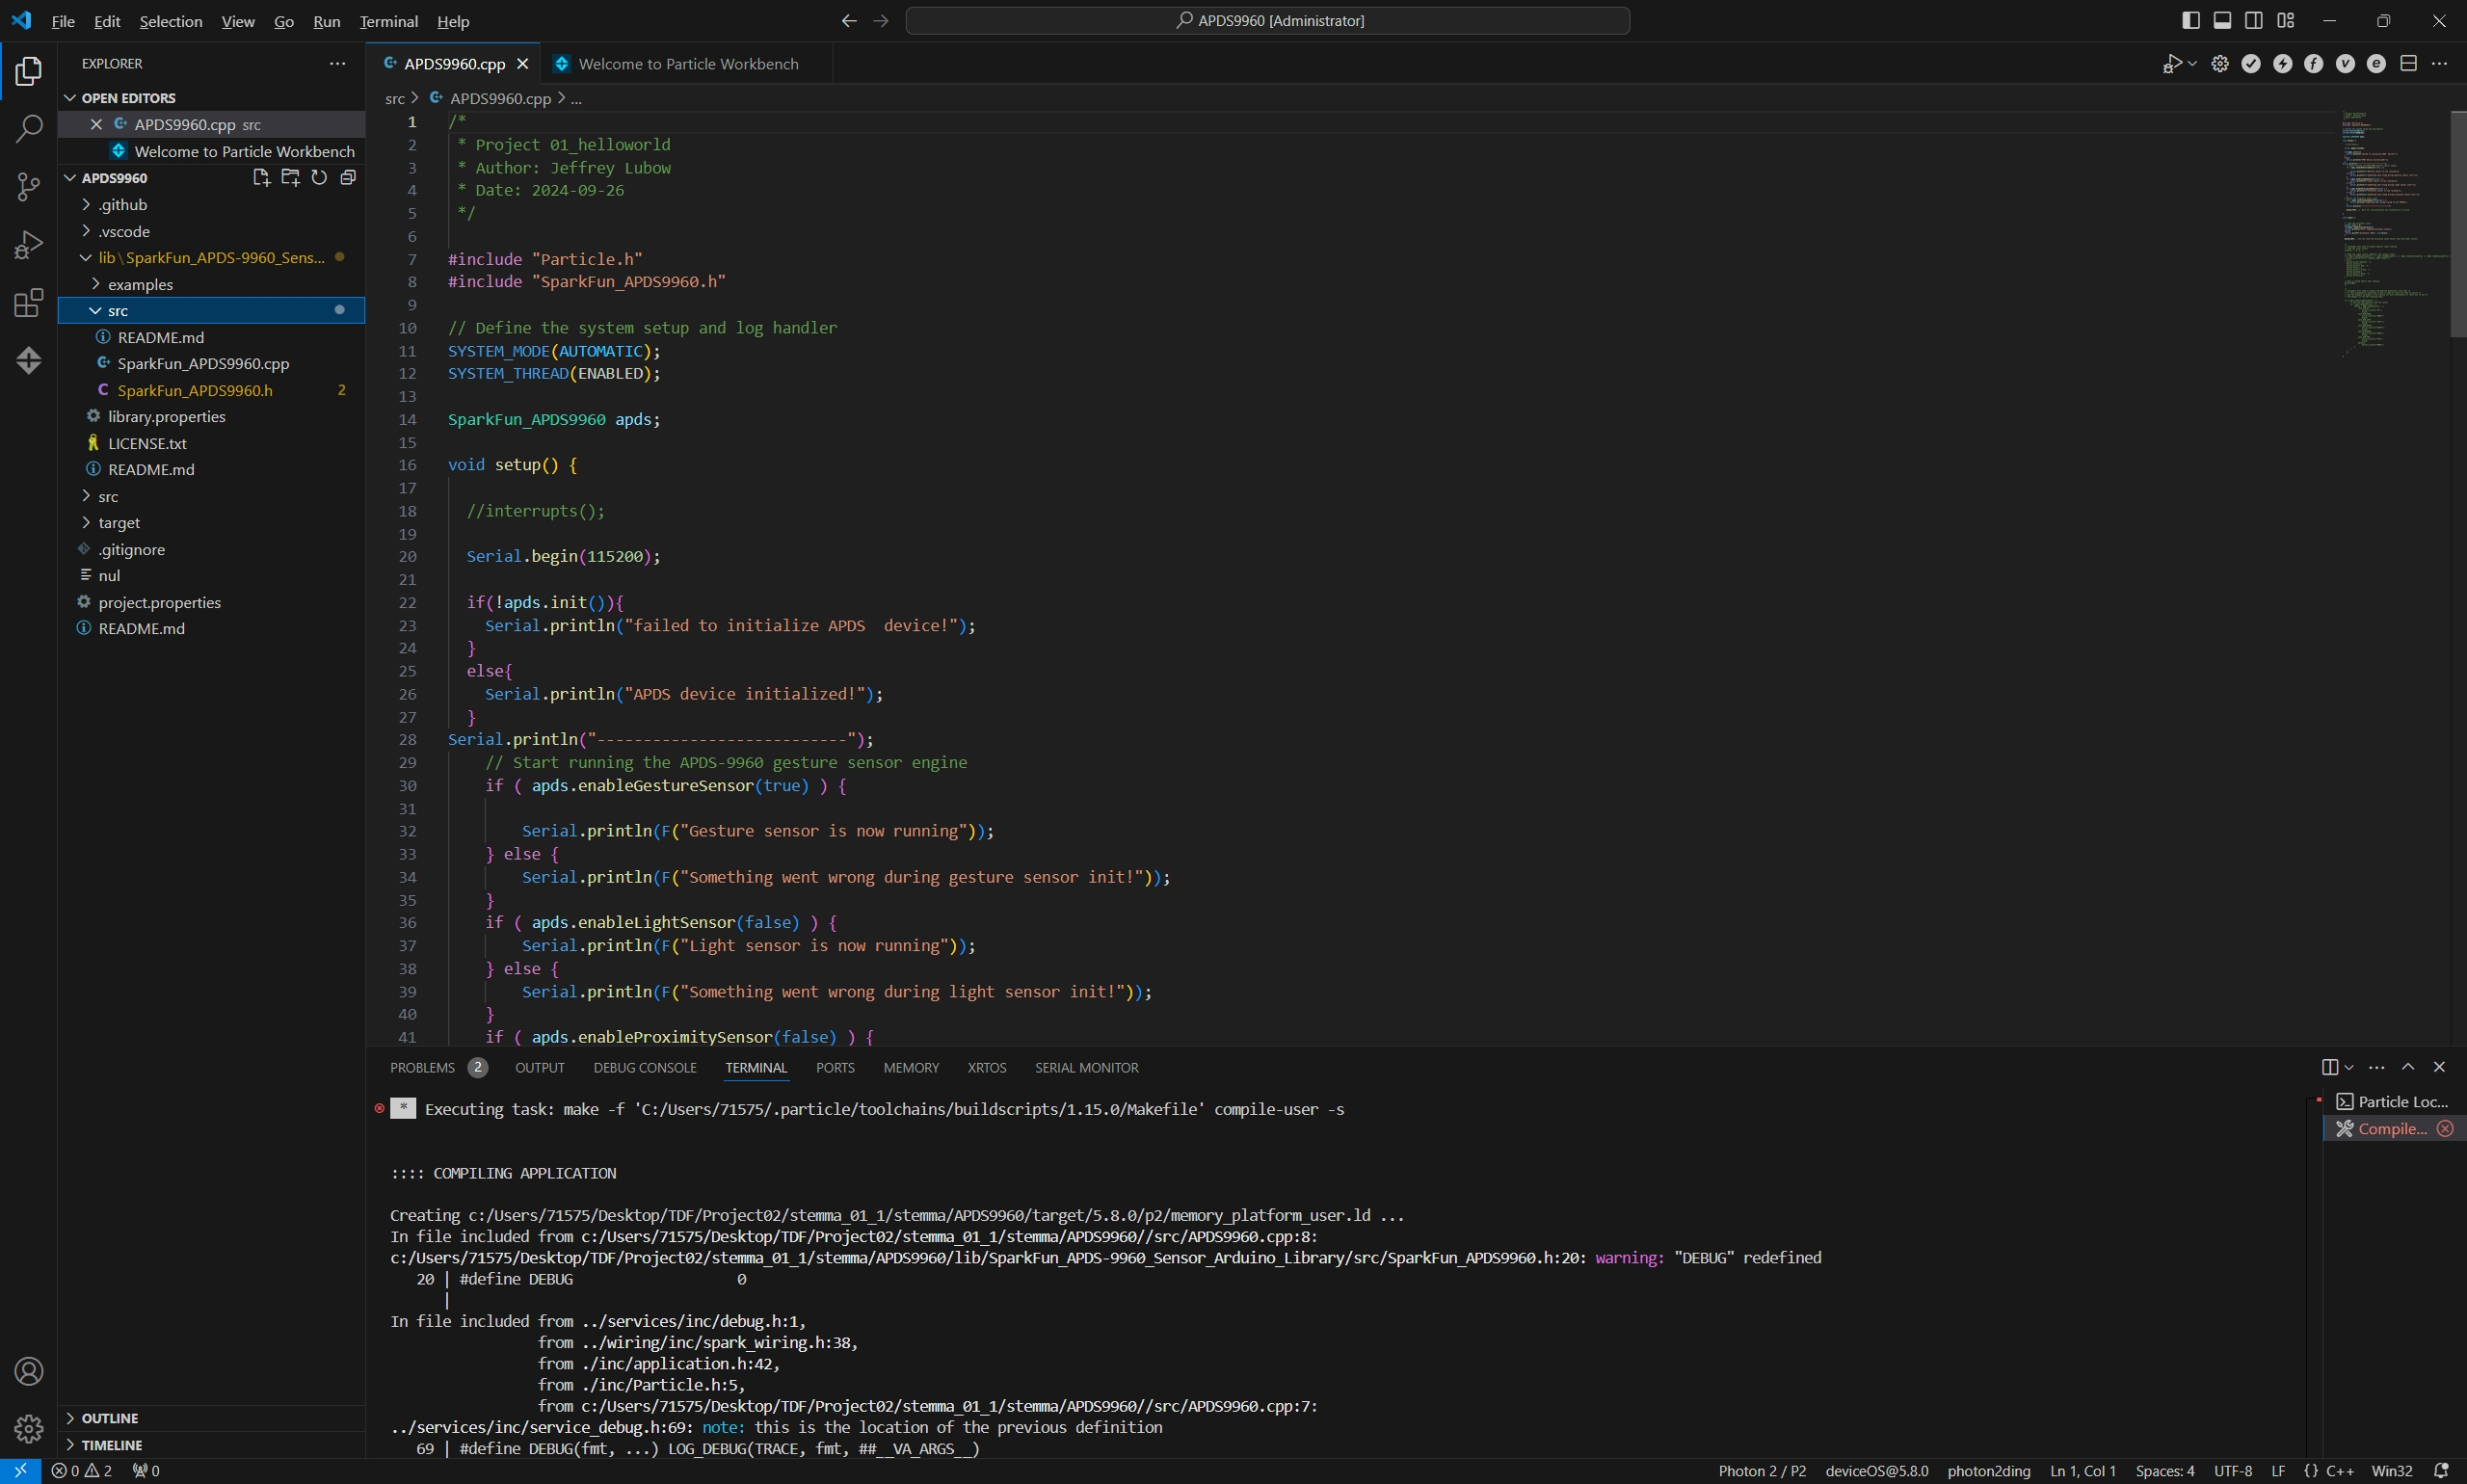 File Edit Selection View Go Run Terminal Help
APDS9960 [Administrator]
EXPLORER
OPEN EDITORS
APDS9960.cpp src
Welcome to Particle Workbench
APDS9960
.github
.vscode
lib\SparkFun_APDS-9960_Sens...
examples
src
README.md
SparkFun_APDS9960.cpp
SparkFun_APDS9960.h 2
library.properties
LICENSE.txt
README.md
src
target
.gitignore
nul
project.properties
README.md
OUTLINE
TIMELINE
APDS9960.cpp
Welcome to Particle Workbench
src > APDS9960.cpp > ...
1 /*
2 * Project 01_helloworld
3 * Author: Jeffrey Lubow
4 * Date: 2024-09-26
5 */
6
7 #include "Particle.h"
8 #include "SparkFun_APDS9960.h"
9
10 // Define the system setup and log handler
11 SYSTEM_MODE(AUTOMATIC);
12 SYSTEM_THREAD(ENABLED);
13
14 SparkFun_APDS9960 apds;
15
16 void setup() {
17
18 //interrupts();
19
20 Serial.begin(115200);
21
22 if(!apds.init()){
23 Serial.println("failed to initialize APDS  device!");
24 }
25 else{
26 Serial.println("APDS device initialized!");
27 }
28 Serial.println("---------------------------");
29 // Start running the APDS-9960 gesture sensor engine
30 if ( apds.enableGestureSensor(true) ) {
31
32 Serial.println(F("Gesture sensor is now running"));
33 } else {
34 Serial.println(F("Something went wrong during gesture sensor init!"));
35 }
36 if ( apds.enableLightSensor(false) ) {
37 Serial.println(F("Light sensor is now running"));
38 } else {
39 Serial.println(F("Something went wrong during light sensor init!"));
40 }
41 if ( apds.enableProximitySensor(false) ) {
PROBLEMS 2 OUTPUT DEBUG CONSOLE TERMINAL PORTS MEMORY XRTOS SERIAL MONITOR
* Executing task: make -f 'C:/Users/71575/.particle/toolchains/buildscripts/1.15.0/Makefile' compile-user -s
:::: COMPILING APPLICATION
Creating c:/Users/71575/Desktop/TDF/Project02/stemma_01_1/stemma/APDS9960/target/5.8.0/p2/memory_platform_user.ld ...
In file included from c:/Users/71575/Desktop/TDF/Project02/stemma_01_1/stemma/APDS9960//src/APDS9960.cpp:8:
c:/Users/71575/Desktop/TDF/Project02/stemma_01_1/stemma/APDS9960/lib/SparkFun_APDS-9960_Sensor_Arduino_Library/src/SparkFun_APDS9960.h:20: warning: "DEBUG" redefined
20 | #define DEBUG 0
|
In file included from ../services/inc/debug.h:1,
from ../wiring/inc/spark_wiring.h:38,
from ./inc/application.h:42,
from ./inc/Particle.h:5,
from c:/Users/71575/Desktop/TDF/Project02/stemma_01_1/stemma/APDS9960//src/APDS9960.cpp:7:
../services/inc/service_debug.h:69: note: this is the location of the previous definition
69 | #define DEBUG(fmt, ...) LOG_DEBUG(TRACE, fmt, ##__VA_ARGS__)
Particle Loc...
Compile...
0 2 0
Photon 2 / P2 deviceOS@5.8.0 photon2ding Ln 1, Col 1 Spaces: 4 UTF-8 LF {} C++ Win32